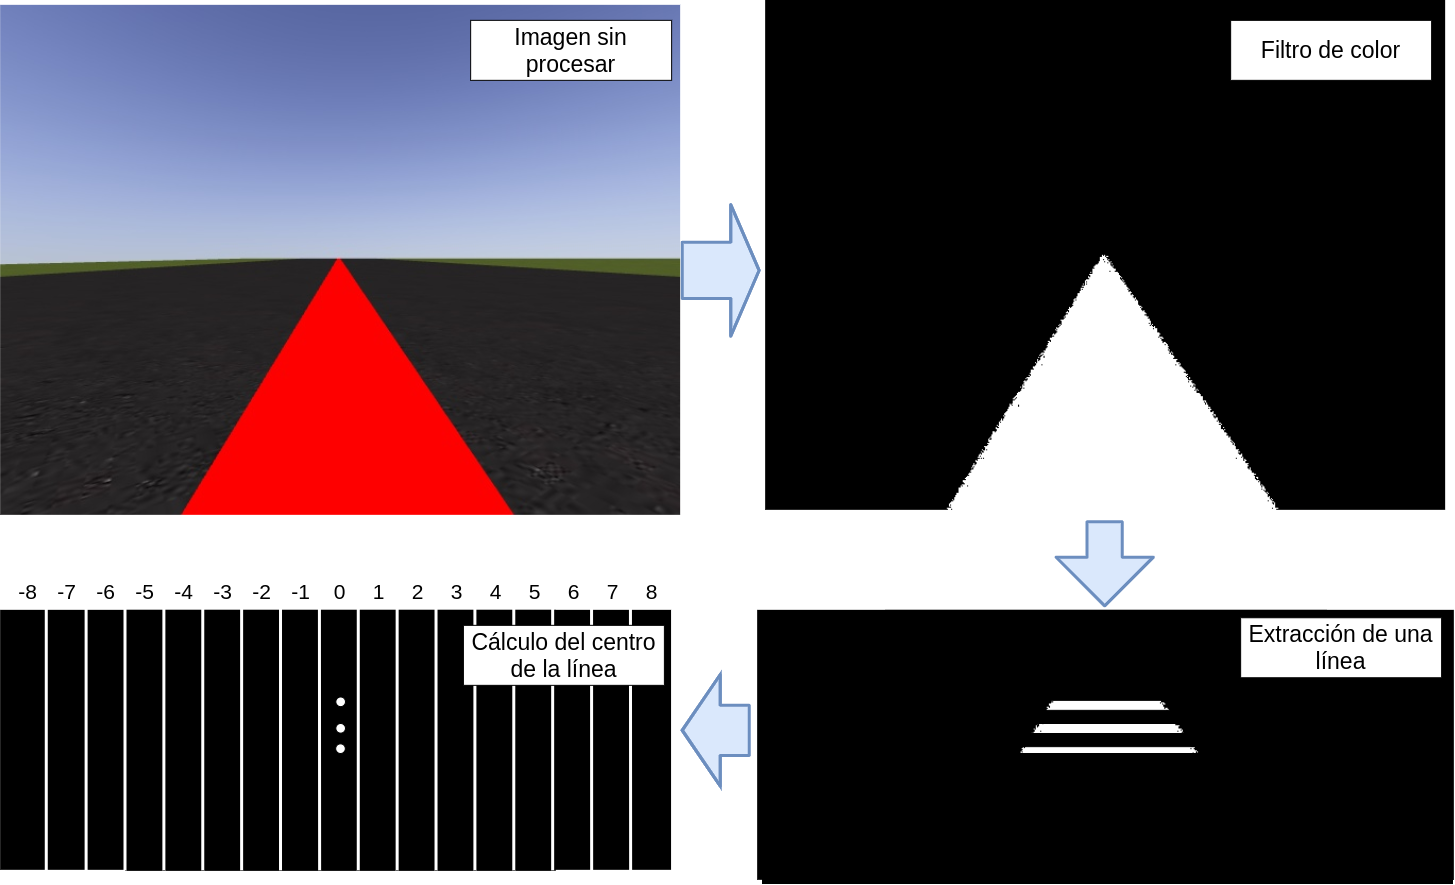 Imagen sin
procesar
Filtro de color
-8 -7 -6 -5 -4 -3 -2 -1 0 1 2 3 4 5 6 7 8
Cálculo del centro
de la línea
Extracción de una
línea